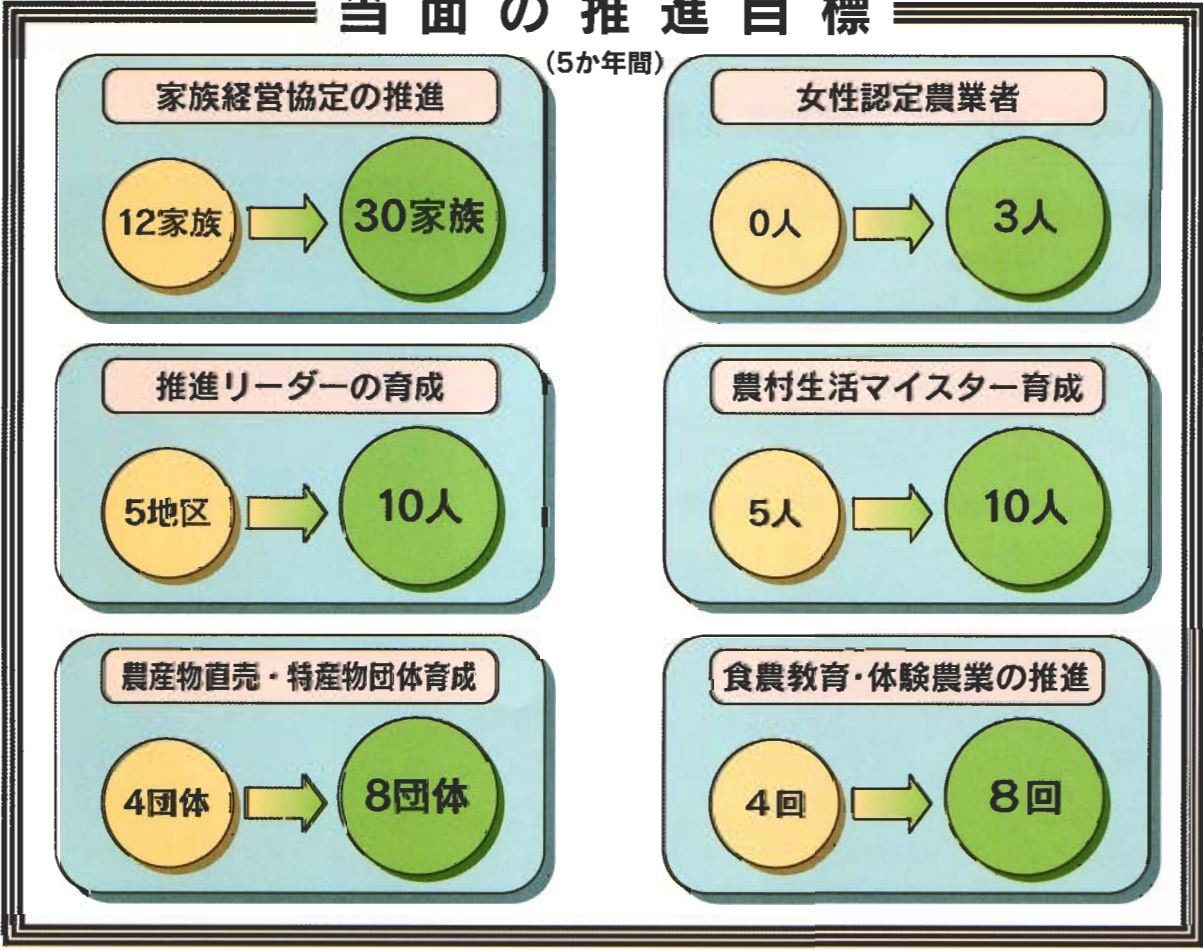 当面の推進目標
(5か年間)
家族経営協定の推進
12家族
30家族
女性認定農業者
0人
3人
推進リーダーの育成
5地区
10人
農村生活マイスター育成
5人
10人
農産物直売・特産物団体育成
4団体
8団体
食農教育・体験農業の推進
4回
8回